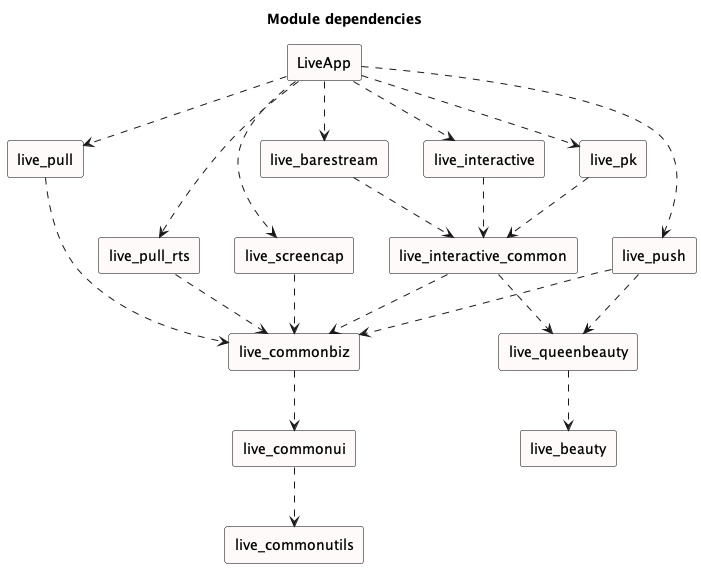 Module dependencies
LiveApp
live_pull
live_barestream
live_interactive
live_pk
live_pull_rts
live_screencap
live_interactive_common
live_push
live_commonbiz
live_queenbeauty
live_commonui
live_beauty
live_commonutils